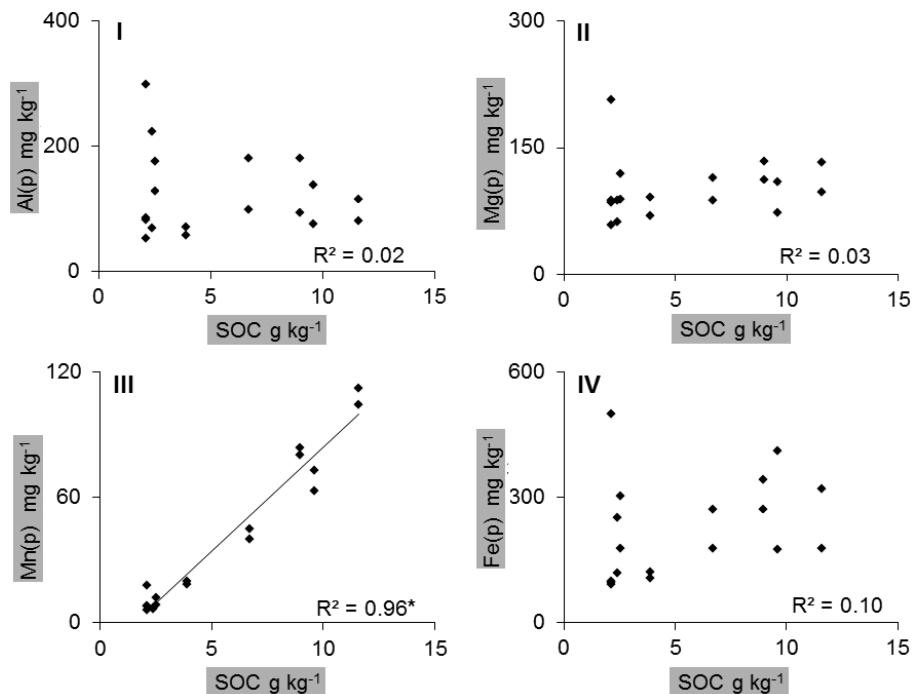 I
400
200
0
Al(p) mg kg⁻¹
0 5 10 15
SOC g kg⁻¹
R² = 0.02
II
300
150
0
Mg(p) mg kg⁻¹
0 5 10 15
SOC g kg⁻¹
R² = 0.03
III
120
60
0
Mn(p) mg kg⁻¹
0 5 10 15
SOC g kg⁻¹
R² = 0.96*
IV
600
300
0
Fe(p) mg kg⁻¹
0 5 10 15
SOC g kg⁻¹
R² = 0.10